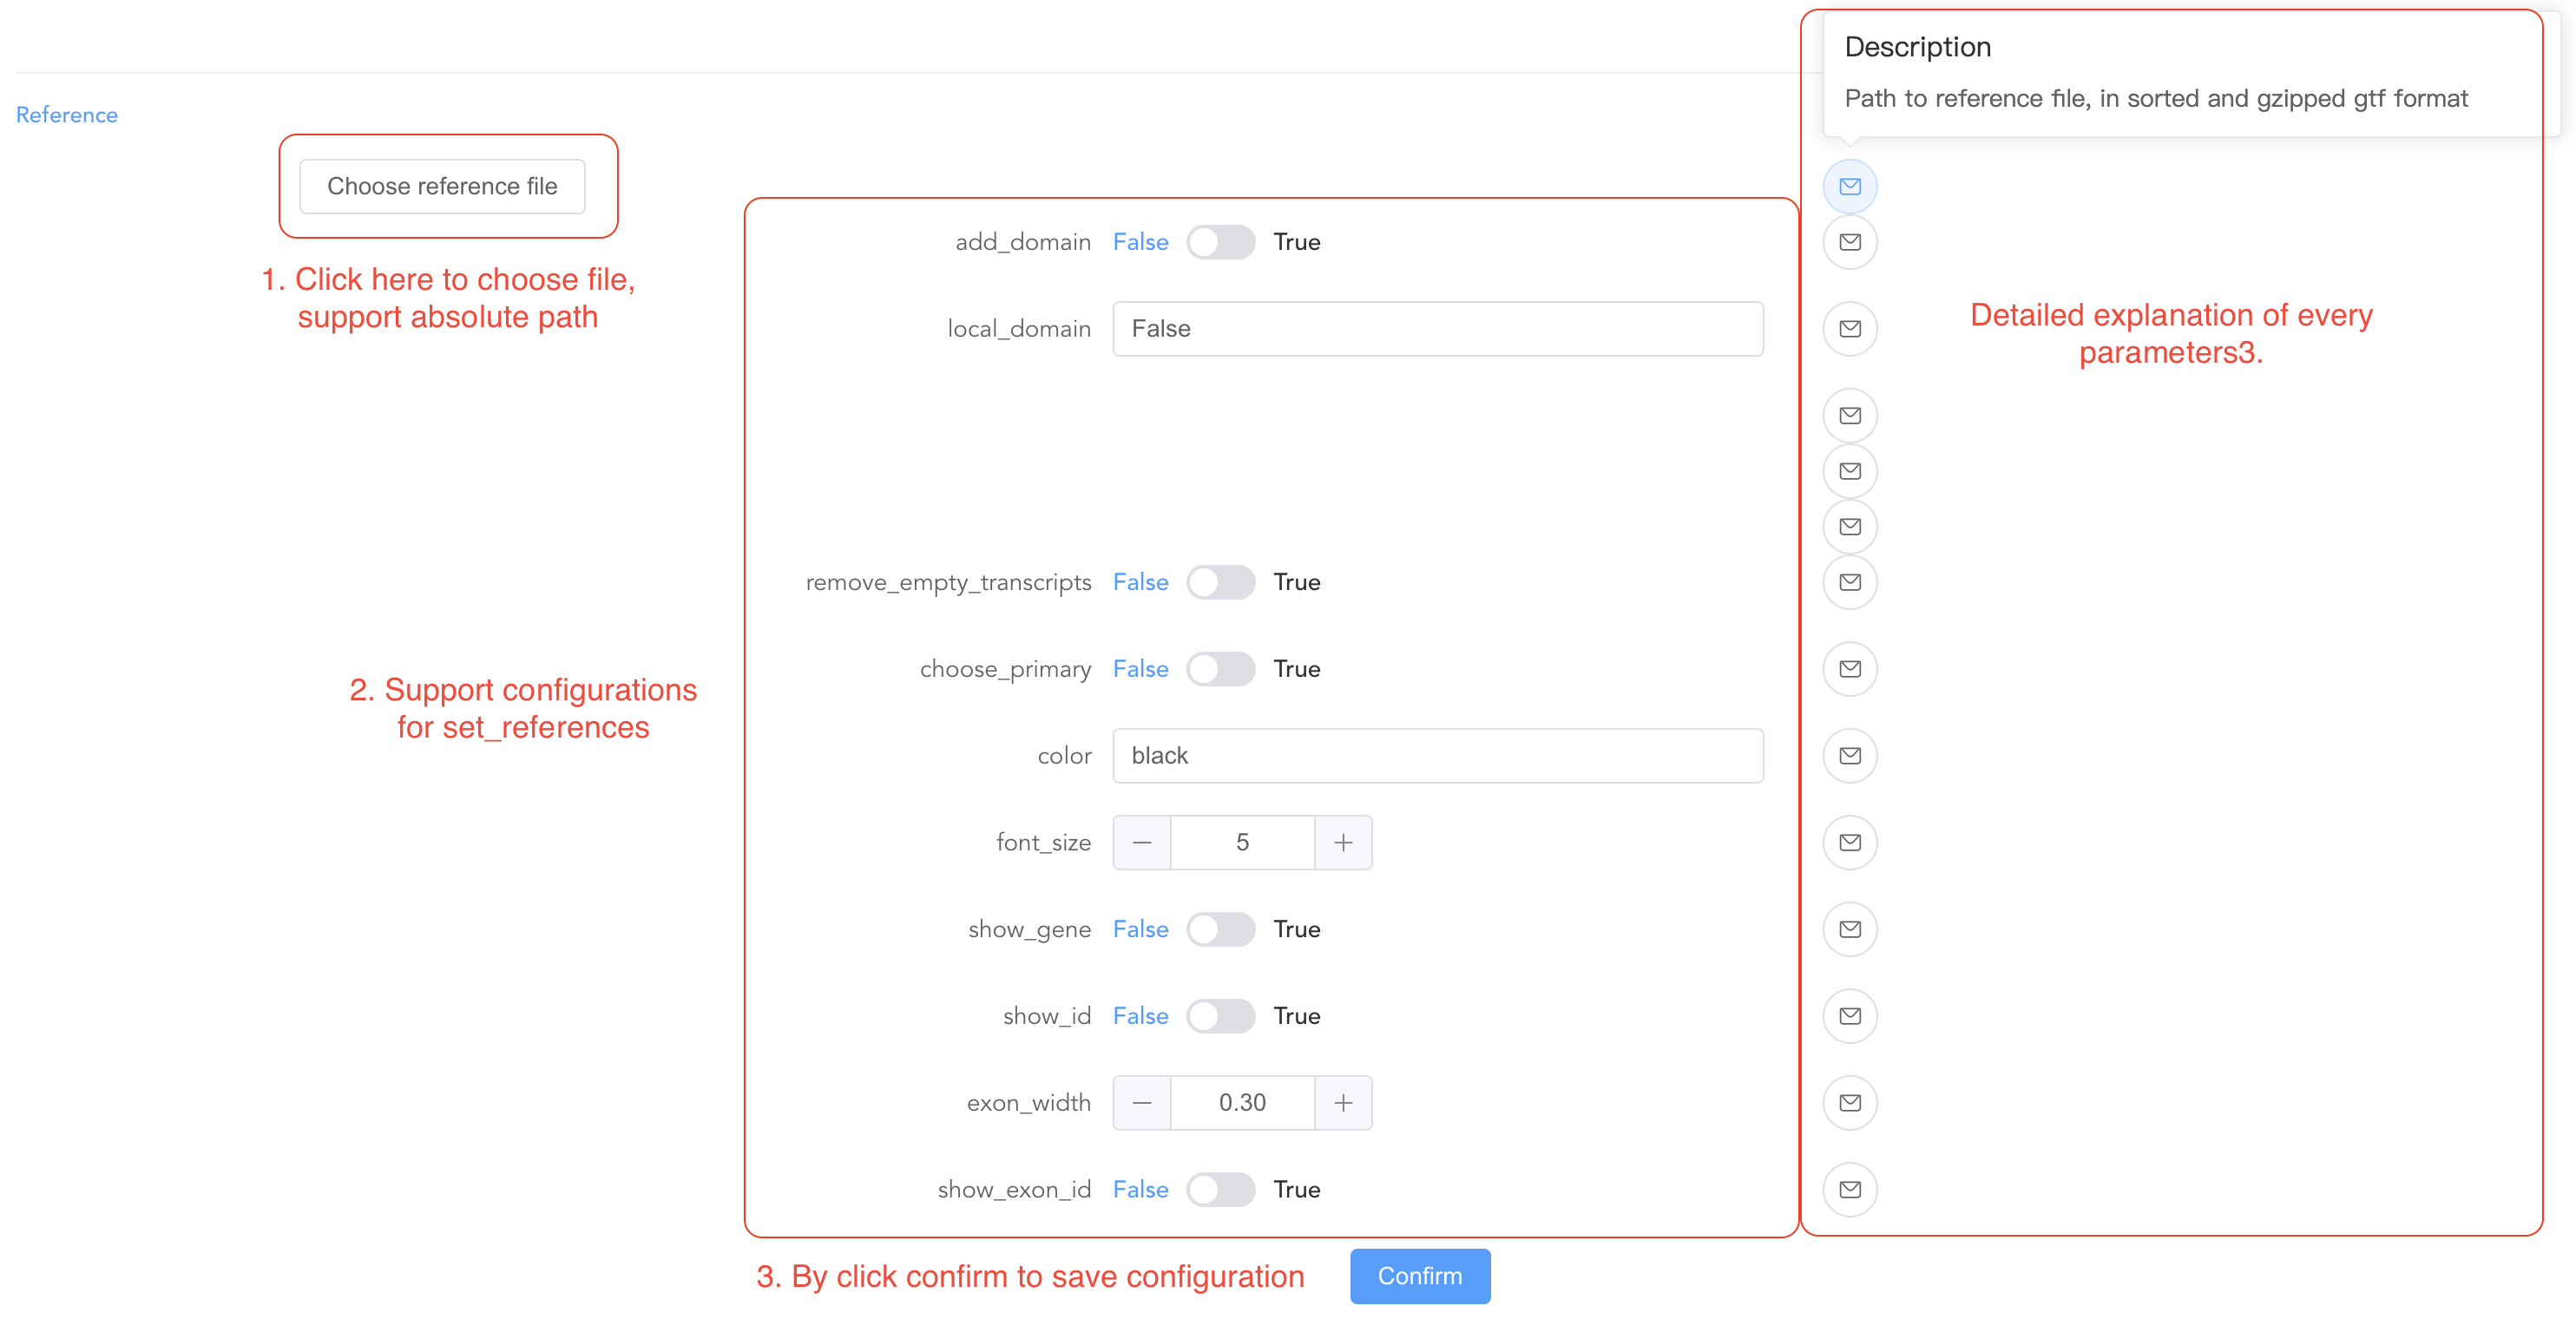 Description
Path to reference file, in sorted and gzipped gtf format
Reference
Choose reference file
1. Click here to choose file,
support absolute path
add_domain False True
local_domain False
Detailed explanation of every
parameters3.
remove_empty_transcripts False True
choose_primary False True
2. Support configurations
for set_references
color black
font_size 5
show_gene False True
show_id False True
exon_width 0.30
show_exon_id False True
3. By click confirm to save configuration
Confirm